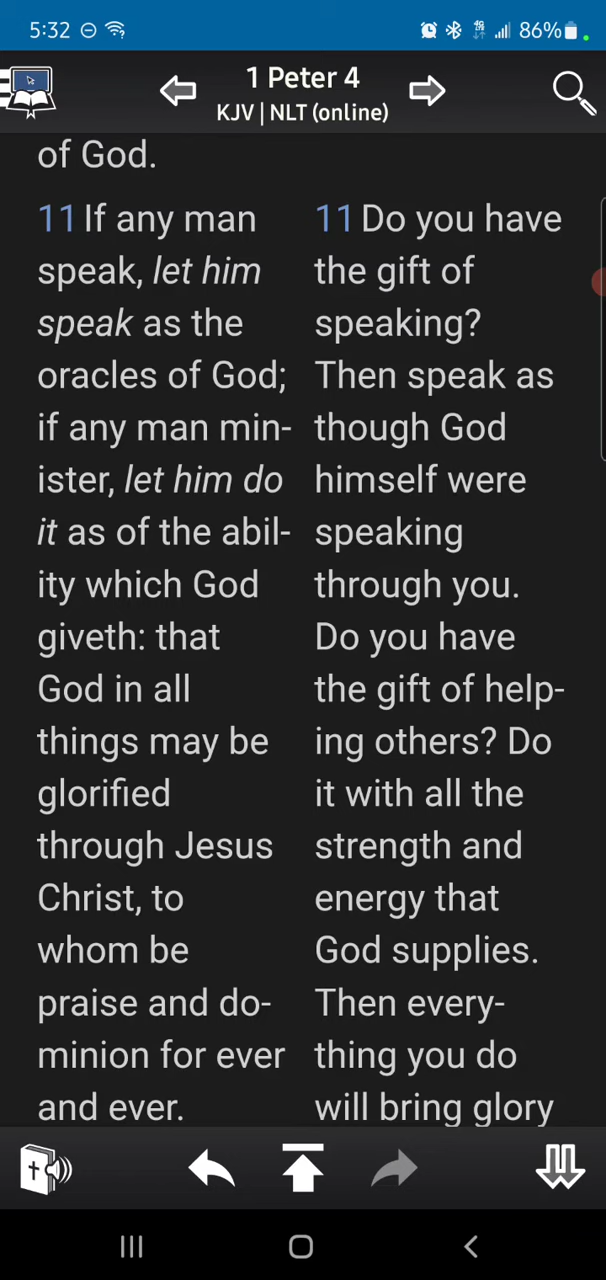 5:32
4G
86%
1 Peter 4
KJV | NLT (online)
of God.
11 If any man
speak, let him
speak as the
oracles of God;
if any man min-
ister, let him do
it as of the abil-
ity which God
giveth: that
God in all
things may be
glorified
through Jesus
Christ, to
whom be
praise and do-
minion for ever
and ever.
11 Do you have
the gift of
speaking?
Then speak as
though God
himself were
speaking
through you.
Do you have
the gift of help-
ing others? Do
it with all the
strength and
energy that
God supplies.
Then every-
thing you do
will bring glory